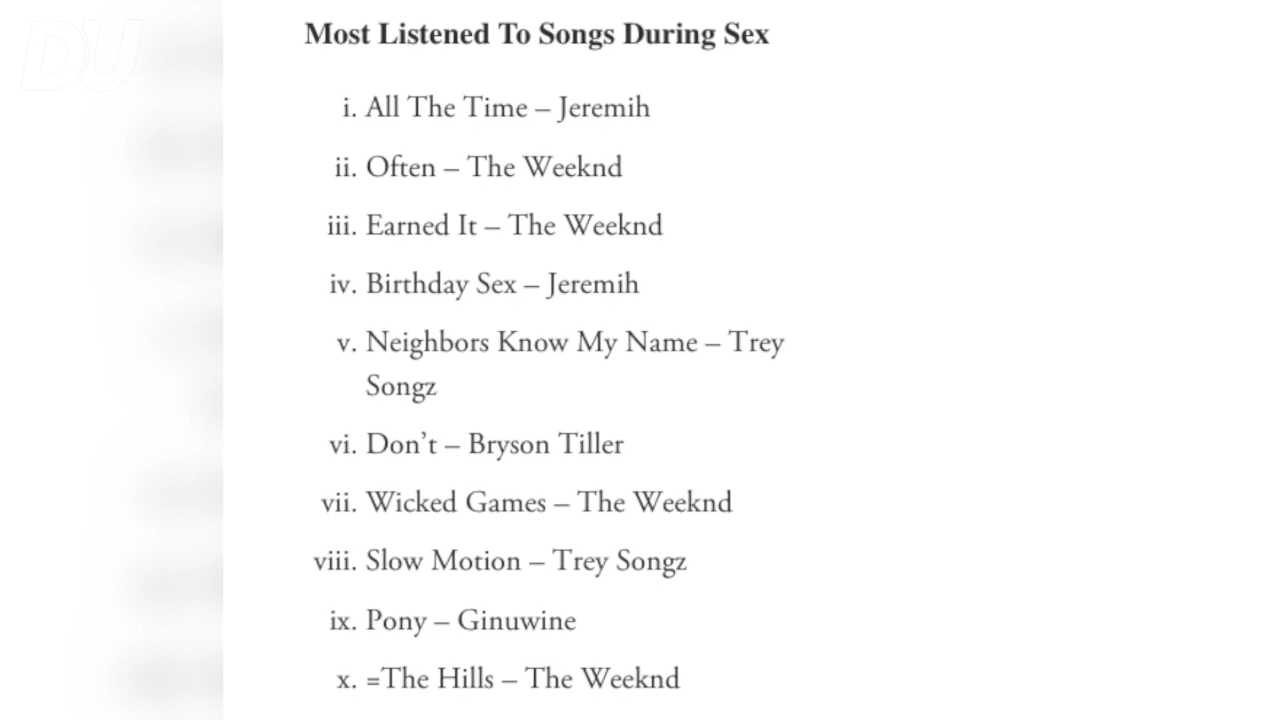 DU
Most Listened To Songs During Sex
i. All The Time – Jeremih
ii. Often – The Weeknd
iii. Earned It – The Weeknd
iv. Birthday Sex – Jeremih
v. Neighbors Know My Name – Trey
Songz
vi. Don’t – Bryson Tiller
vii. Wicked Games – The Weeknd
viii. Slow Motion – Trey Songz
ix. Pony – Ginuwine
x. =The Hills – The Weeknd